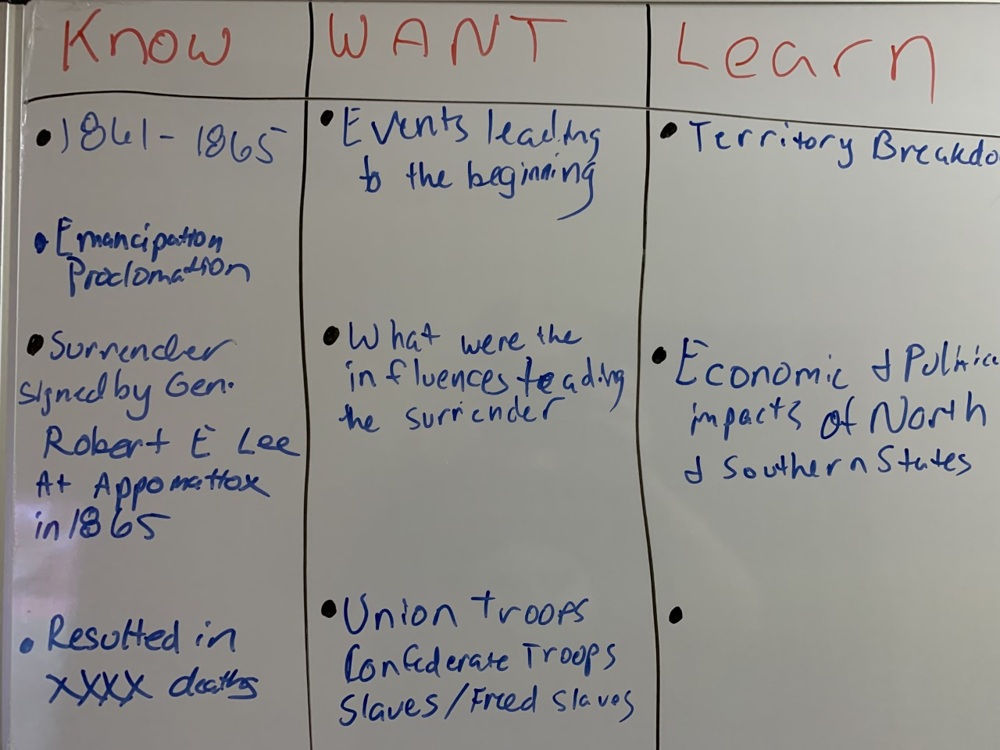 Know
• 1861 - 1865
• Emancipation
Proclomation
• Surrender
signed by Gen.
Robert E Lee
At Appomattox
in 1865
• Resulted in
XXXX deaths
WANT
• Events leading
to the beginning
• What were the
influences leading
the surrender
• Union Troops
Confederate Troops
Slaves / Freed slaves
Learn
• Territory Breakdo
• Economic & Politica
impacts of North
& Southern States
•